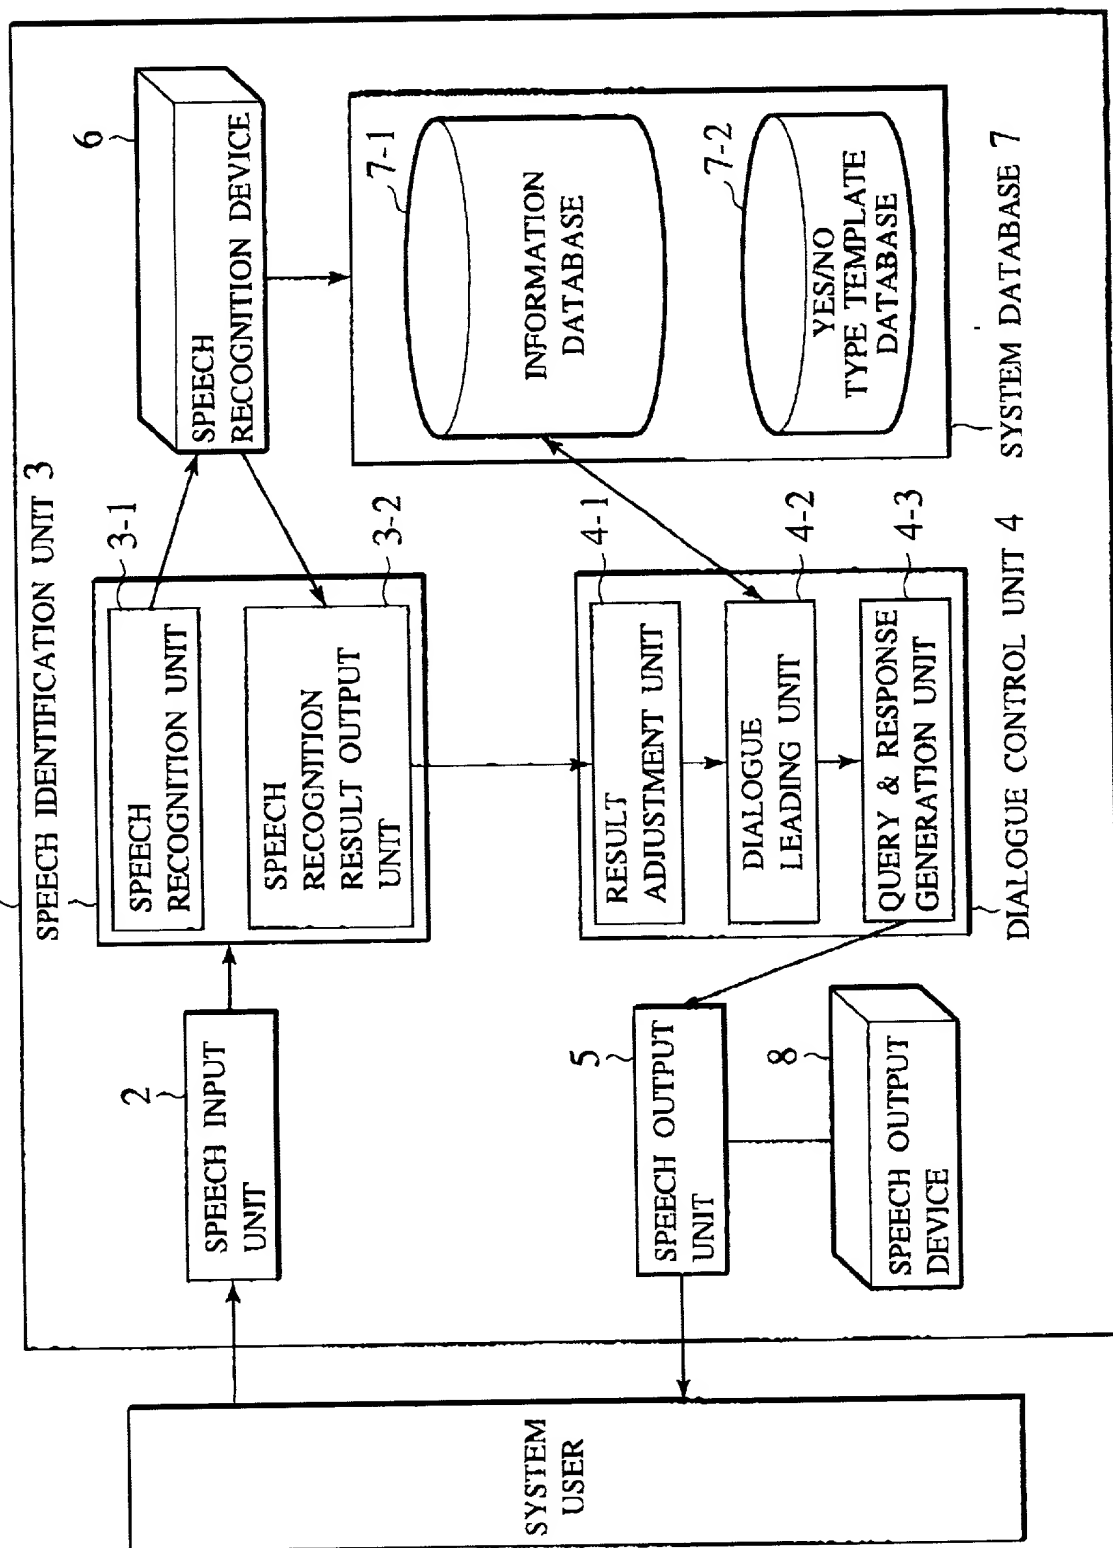 SPEECH IDENTIFICATION UNIT 3
3-1
SPEECH
RECOGNITION UNIT
3-2
SPEECH
RECOGNITION
RESULT OUTPUT
UNIT
6
SPEECH
RECOGNITION DEVICE
2
SPEECH INPUT
UNIT
SYSTEM
USER
7-1
INFORMATION
DATABASE
7-2
YES/NO
TYPE TEMPLATE
DATABASE
SYSTEM DATABASE 7
4-1
RESULT
ADJUSTMENT UNIT
4-2
DIALOGUE
LEADING UNIT
4-3
QUERY & RESPONSE
GENERATION UNIT
DIALOGUE CONTROL UNIT 4
5
SPEECH OUTPUT
UNIT
8
SPEECH OUTPUT
DEVICE